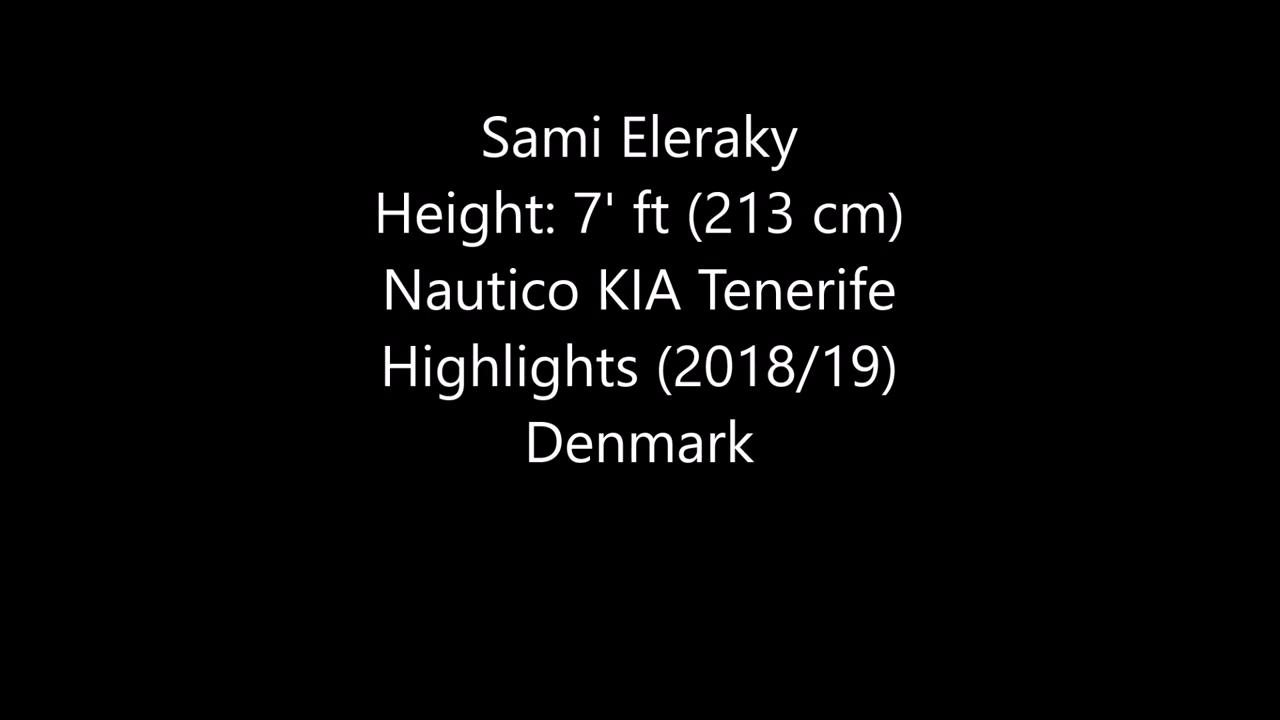 Sami Eleraky
Height: 7' ft (213 cm)
Nautico KIA Tenerife
Highlights (2018/19)
Denmark